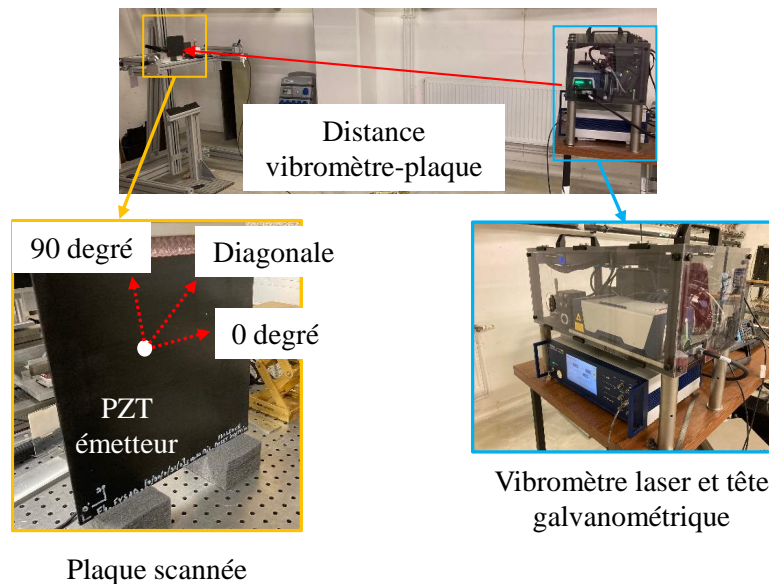 Distance
vibromètre-plaque
90 degré
Diagonale
0 degré
PZT
émetteur
Vibromètre laser et tête
galvanométrique
Plaque scannée